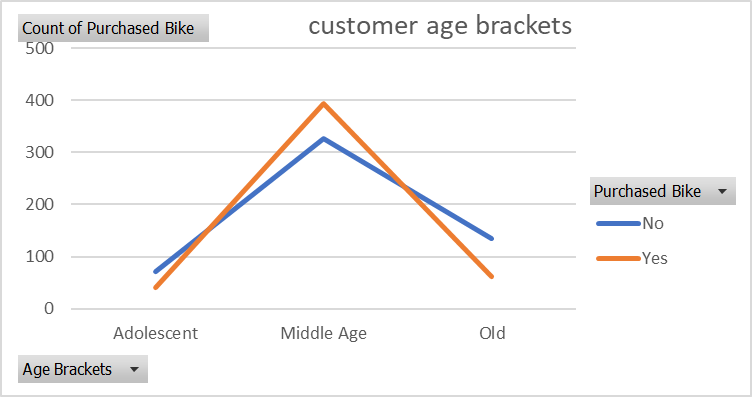 Count of Purchased Bike
customer age brackets
500
400
300
200
100
0
Adolescent
Middle Age
Old
Purchased Bike
No
Yes
Age Brackets